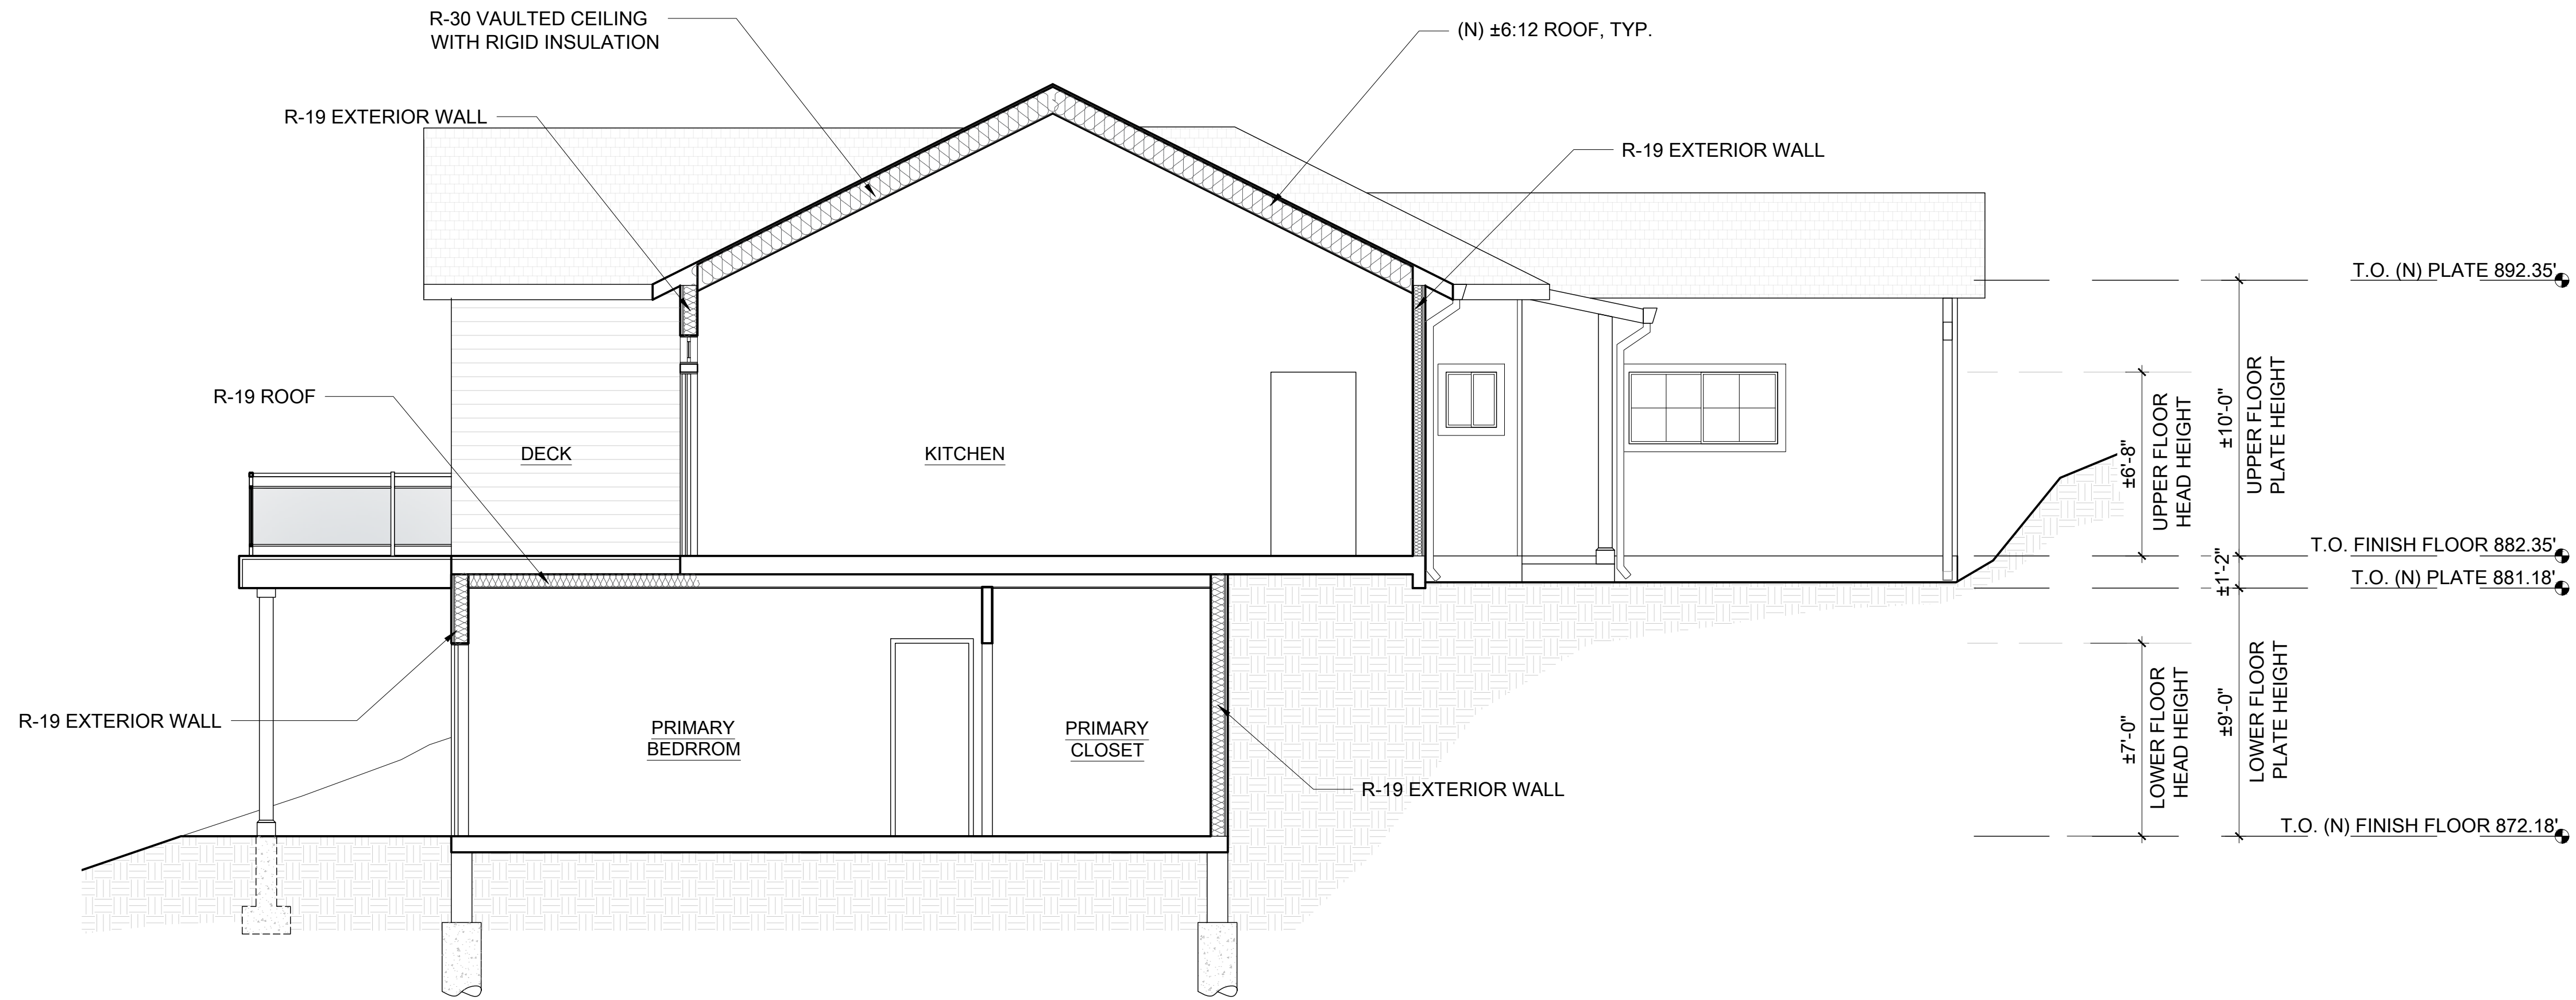 R-30 VAULTED CEILING
WITH RIGID INSULATION
(N) ±6:12 ROOF, TYP.
R-19 EXTERIOR WALL
R-19 EXTERIOR WALL
T.O. (N) PLATE 892.35'
R-19 ROOF
DECK
KITCHEN
±6'-8"
UPPER FLOOR
HEAD HEIGHT
±10'-0"
UPPER FLOOR
PLATE HEIGHT
T.O. FINISH FLOOR 882.35'
±1'-2"
T.O. (N) PLATE 881.18'
R-19 EXTERIOR WALL
PRIMARY
BEDRROM
PRIMARY
CLOSET
R-19 EXTERIOR WALL
±7'-0"
LOWER FLOOR
HEAD HEIGHT
±9'-0"
LOWER FLOOR
PLATE HEIGHT
T.O. (N) FINISH FLOOR 872.18'